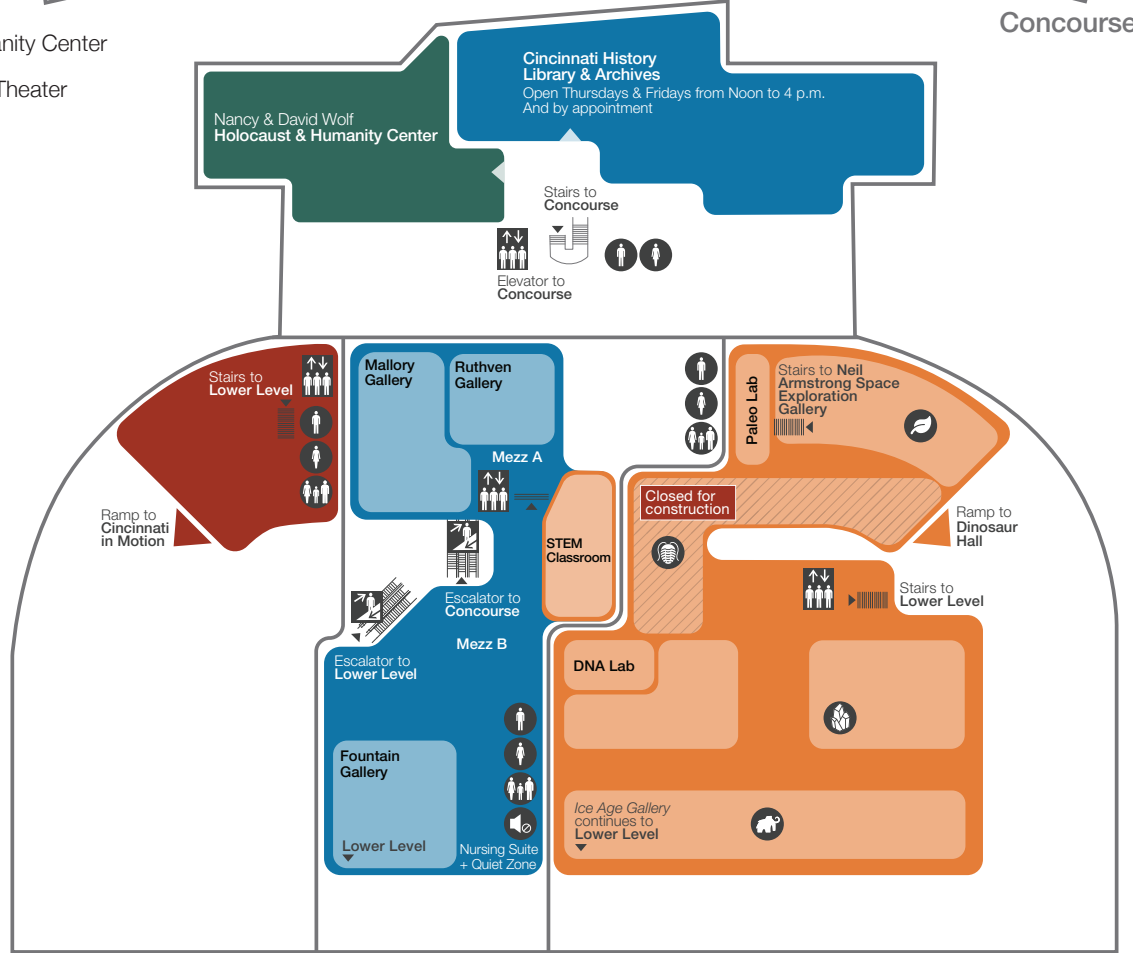 anity Center
Theater
Concourse
Cincinnati History
Library & Archives
Open Thursdays & Fridays from Noon to 4 p.m.
And by appointment
Nancy & David Wolf
Holocaust & Humanity Center
Stairs to
Concourse
Elevator to
Concourse
Stairs to
Lower Level
Ramp to
Cincinnati
in Motion
Mallory
Gallery
Ruthven
Gallery
Mezz A
STEM
Classroom
Escalator to
Concourse
Mezz B
Escalator to
Lower Level
Fountain
Gallery
Lower Level
Nursing Suite
+ Quiet Zone
Paleo Lab
Stairs to Neil
Armstrong Space
Exploration
Gallery
Closed for
construction
Ramp to
Dinosaur
Hall
Stairs to
Lower Level
DNA Lab
Ice Age Gallery
continues to
Lower Level